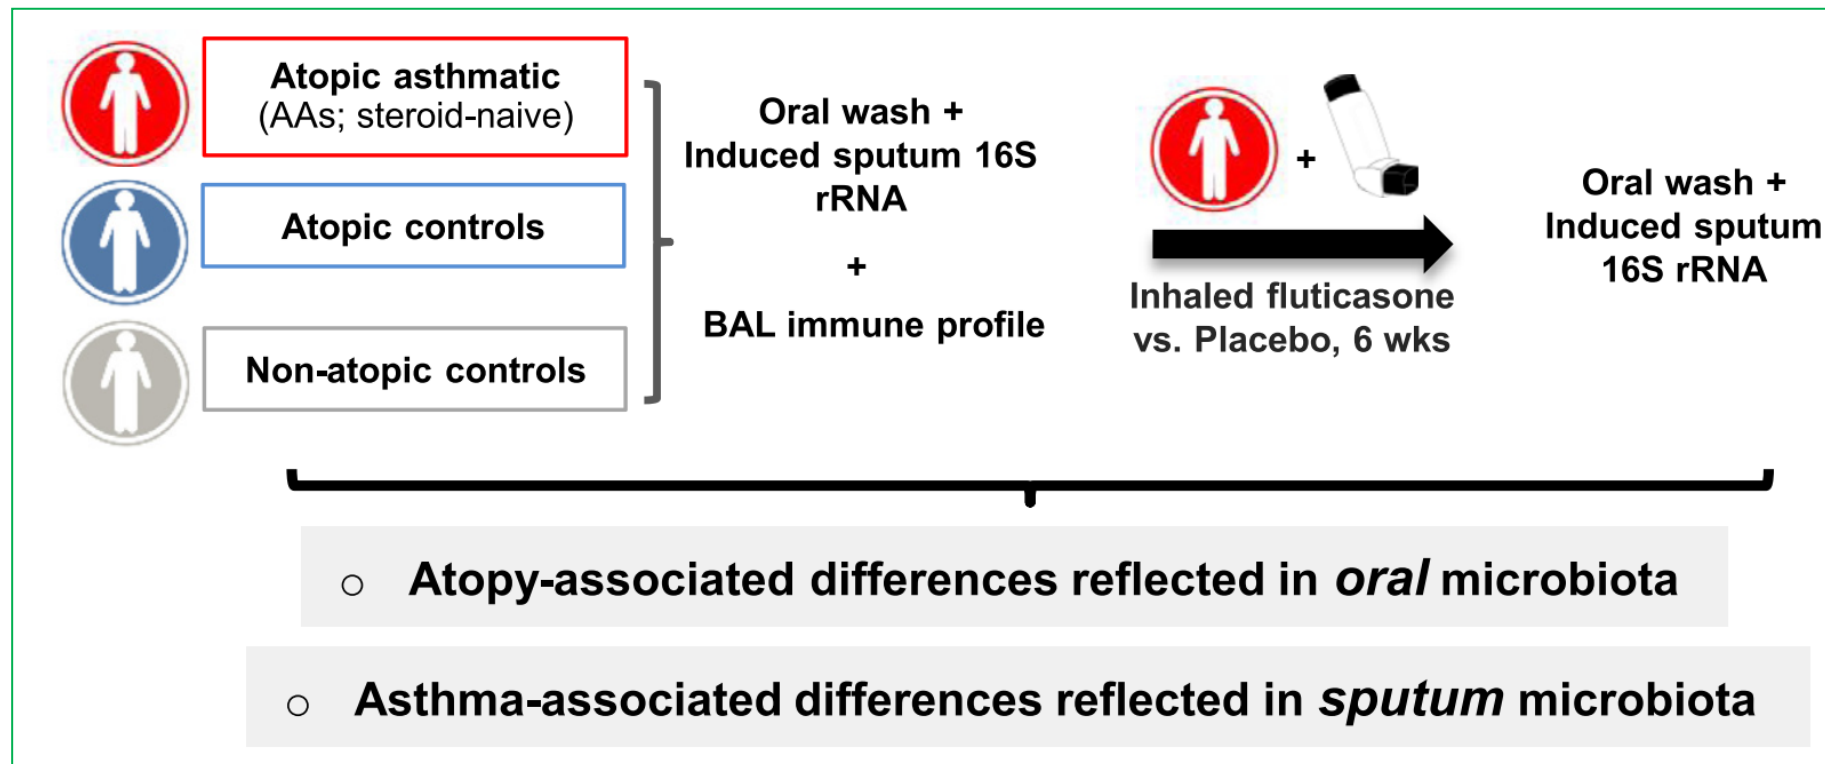 Atopic asthmatic
(AAs; steroid-naive)
Atopic controls
Non-atopic controls
Oral wash +
Induced sputum 16S
rRNA
+
BAL immune profile
+
Inhaled fluticasone
vs. Placebo, 6 wks
Oral wash +
Induced sputum
16S rRNA
○ Atopy-associated differences reflected in oral microbiota
○ Asthma-associated differences reflected in sputum microbiota